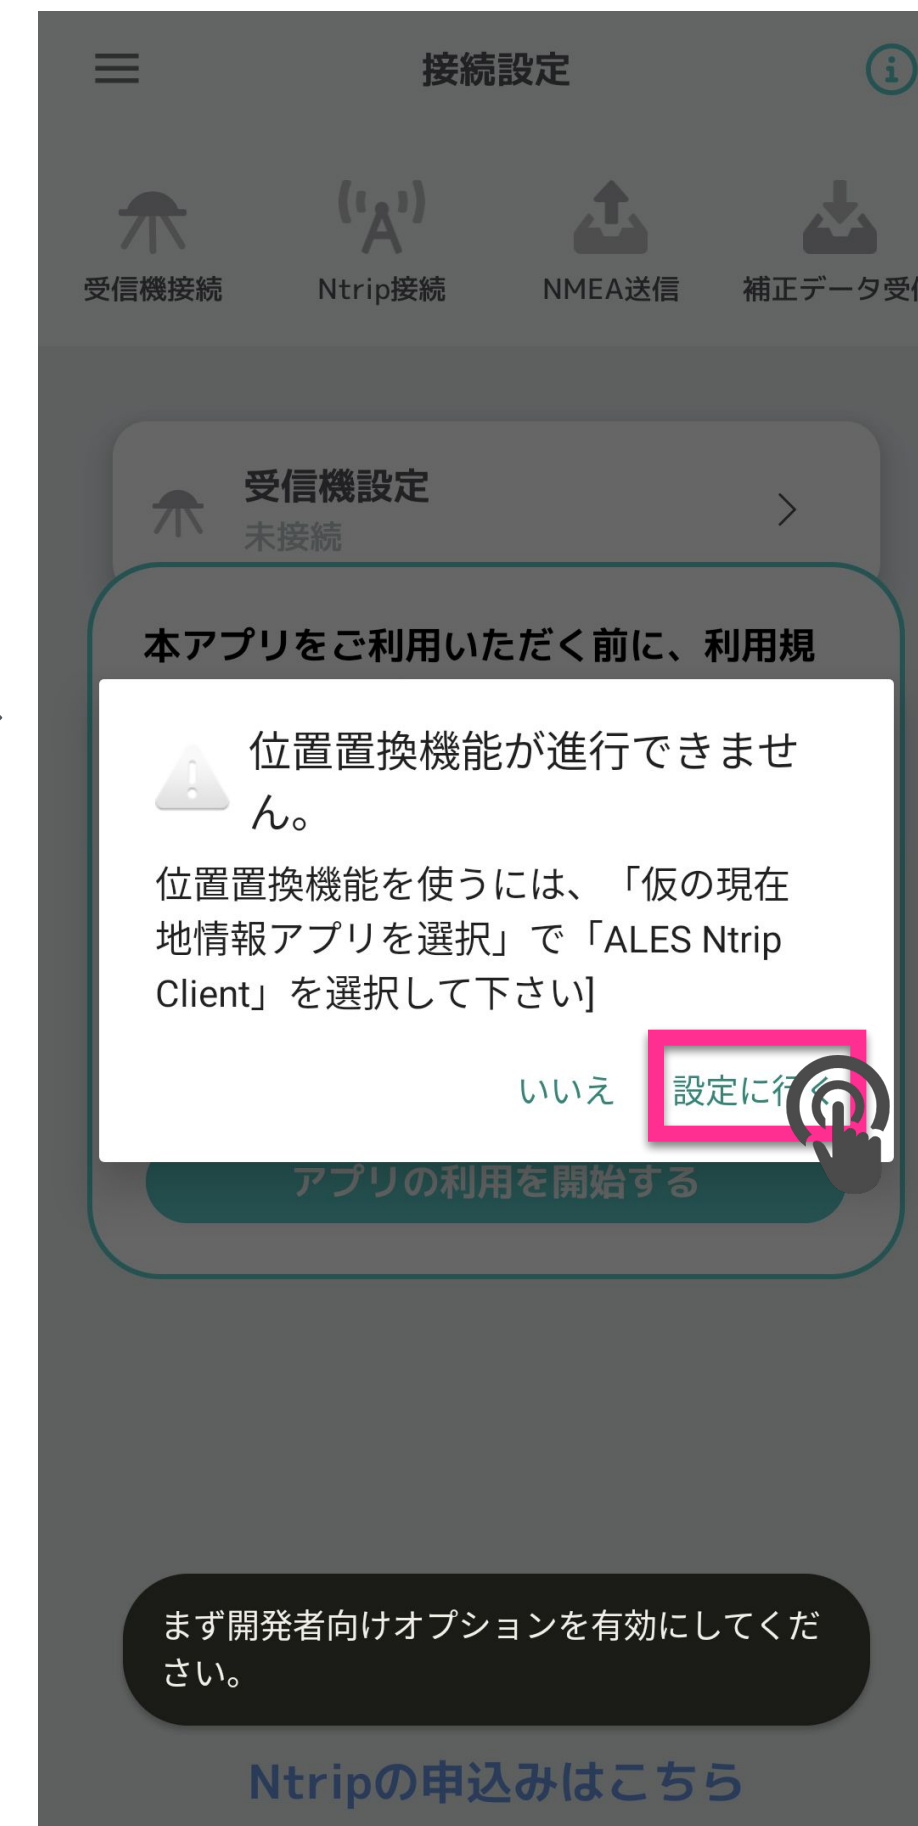 接続設定
受信機接続
Ntrip接続
NMEA送信
補正データ受
受信機設定
未接続
本アプリをご利用いただく前に、利用規
位置置換機能が進行できませ
ん。
位置置換機能を使うには、「仮の現在
地情報アプリを選択」で「ALES Ntrip
Client」を選択して下さい]
いいえ
設定に行く
アプリの利用を開始する
まず開発者向けオプションを有効にしてくだ
さい。
Ntripの申込みはこちら